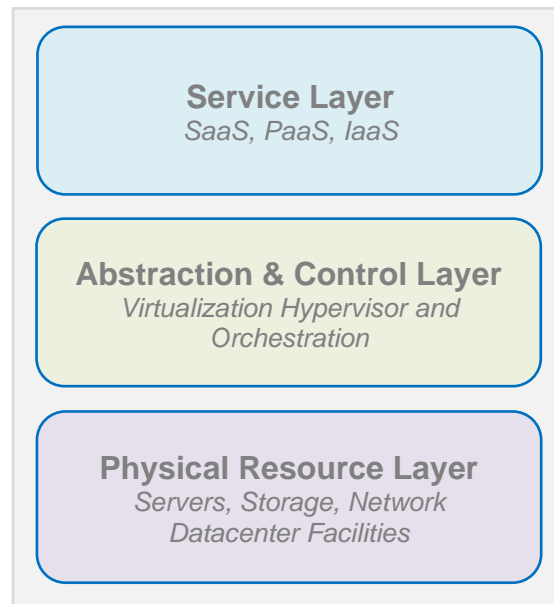 Service Layer
SaaS, PaaS, IaaS
Abstraction & Control Layer
Virtualization Hypervisor and
Orchestration
Physical Resource Layer
Servers, Storage, Network
Datacenter Facilities